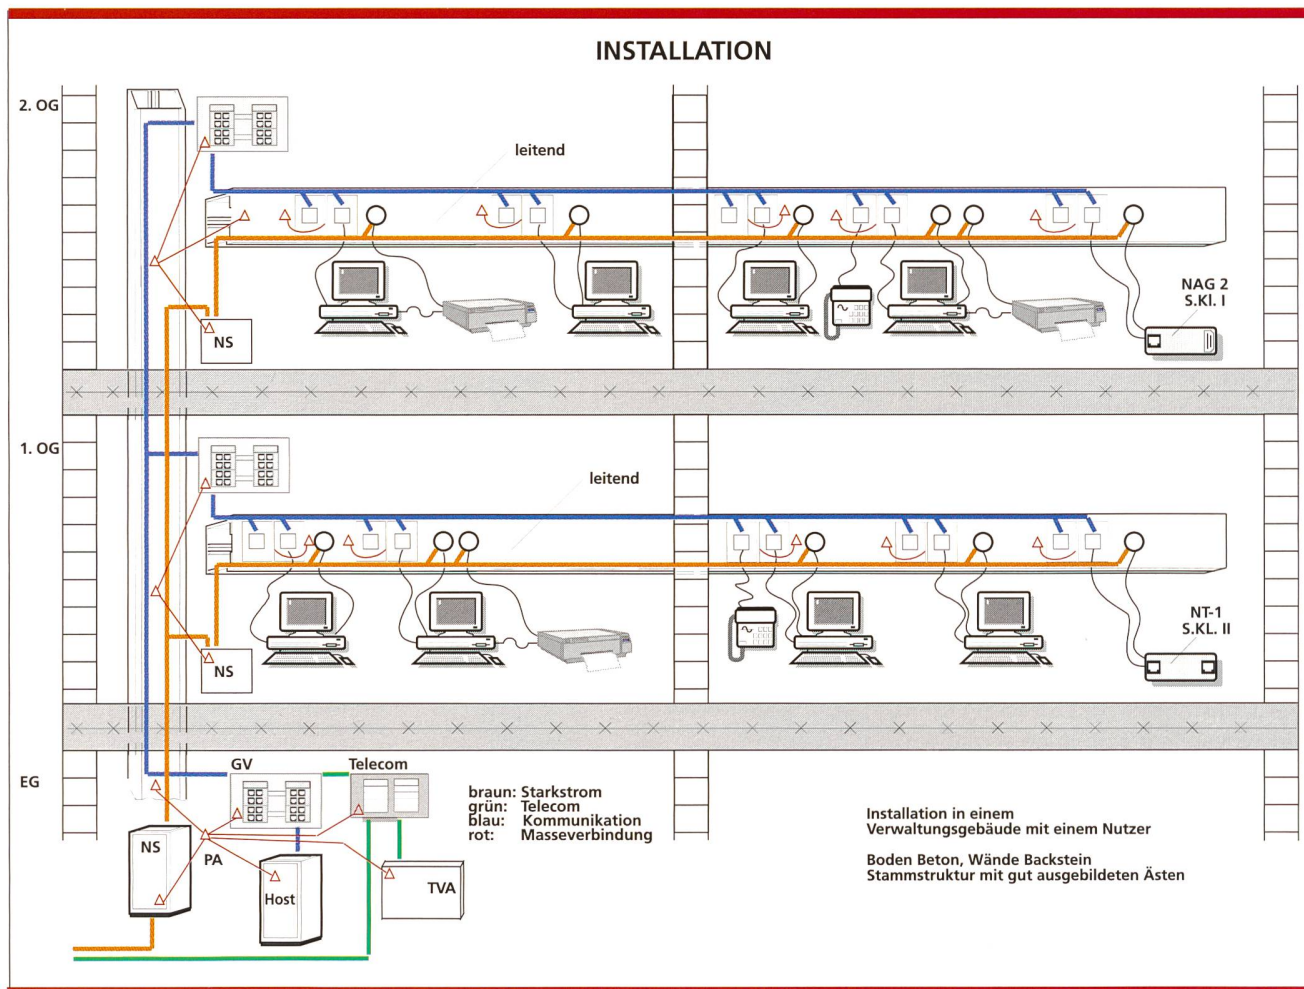 INSTALLATION
2. OG
leitend
NAG 2
S.Kl. I
NS
1. OG
leitend
NT-1
S.KL. II
NS
EG
GV
Telecom
braun: Starkstrom
grün: Telecom
blau: Kommunikation
rot: Masseverbindung
Installation in einem
Verwaltungsgebäude mit einem Nutzer
Boden Beton, Wände Backstein
Stammstruktur mit gut ausgebildeten Ästen
NS
PA
Host
TVA